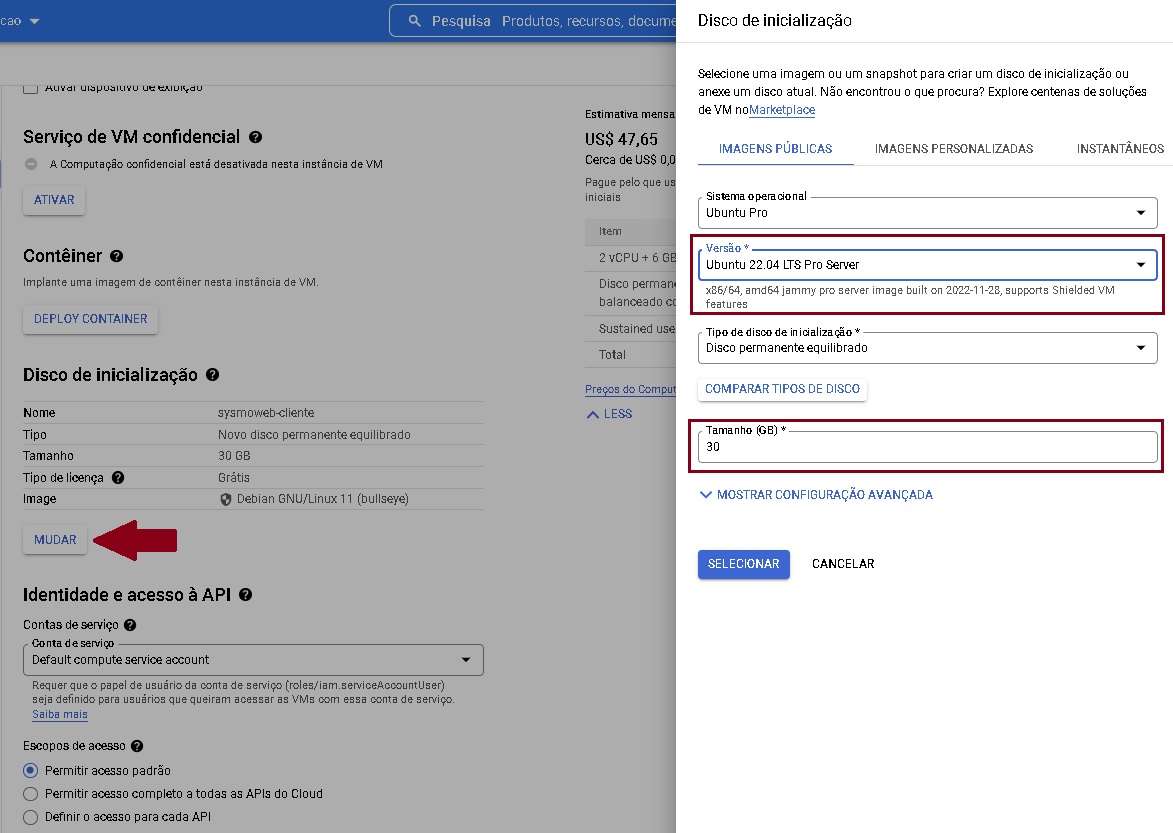 cao
Pesquisa Produtos, recursos, docume
Ativar dispositivo de exibição
Serviço de VM confidencial
A Computação confidencial está desativada nesta instância de VM
ATIVAR
Contêiner
Implante uma imagem de contêiner nesta instância de VM.
DEPLOY CONTAINER
Disco de inicialização
Nome sysmoweb-cliente
Tipo Novo disco permanente equilibrado
Tamanho 30 GB
Tipo de licença Grátis
Image Debian GNU/Linux 11 (bullseye)
MUDAR
Identidade e acesso à API
Contas de serviço
Conta de serviço
Default compute service account
Requer que o papel de usuário da conta de serviço (roles/iam.serviceAccountUser)
seja definido para usuários que queiram acessar as VMs com essa conta de serviço.
Saiba mais
Escopos de acesso
Permitir acesso padrão
Permitir acesso completo a todas as APIs do Cloud
Definir o acesso para cada API
Estimativa mensa
US$ 47,65
Cerca de US$ 0,0
Pague pelo que us
iniciais
Item
2 vCPU + 6 GB
Disco perman
balanceado co
Sustained use
Total
Preços do Comput
LESS
Disco de inicialização
Selecione uma imagem ou um snapshot para criar um disco de inicialização ou
anexe um disco atual. Não encontrou o que procura? Explore centenas de soluções
de VM noMarketplace
IMAGENS PÚBLICAS IMAGENS PERSONALIZADAS INSTANTÂNEOS
Sistema operacional
Ubuntu Pro
Versão *
Ubuntu 22.04 LTS Pro Server
x86/64, amd64 jammy pro server image built on 2022-11-28, supports Shielded VM
features
Tipo de disco de inicialização *
Disco permanente equilibrado
COMPARAR TIPOS DE DISCO
Tamanho (GB) *
30
MOSTRAR CONFIGURAÇÃO AVANÇADA
SELECIONAR CANCELAR